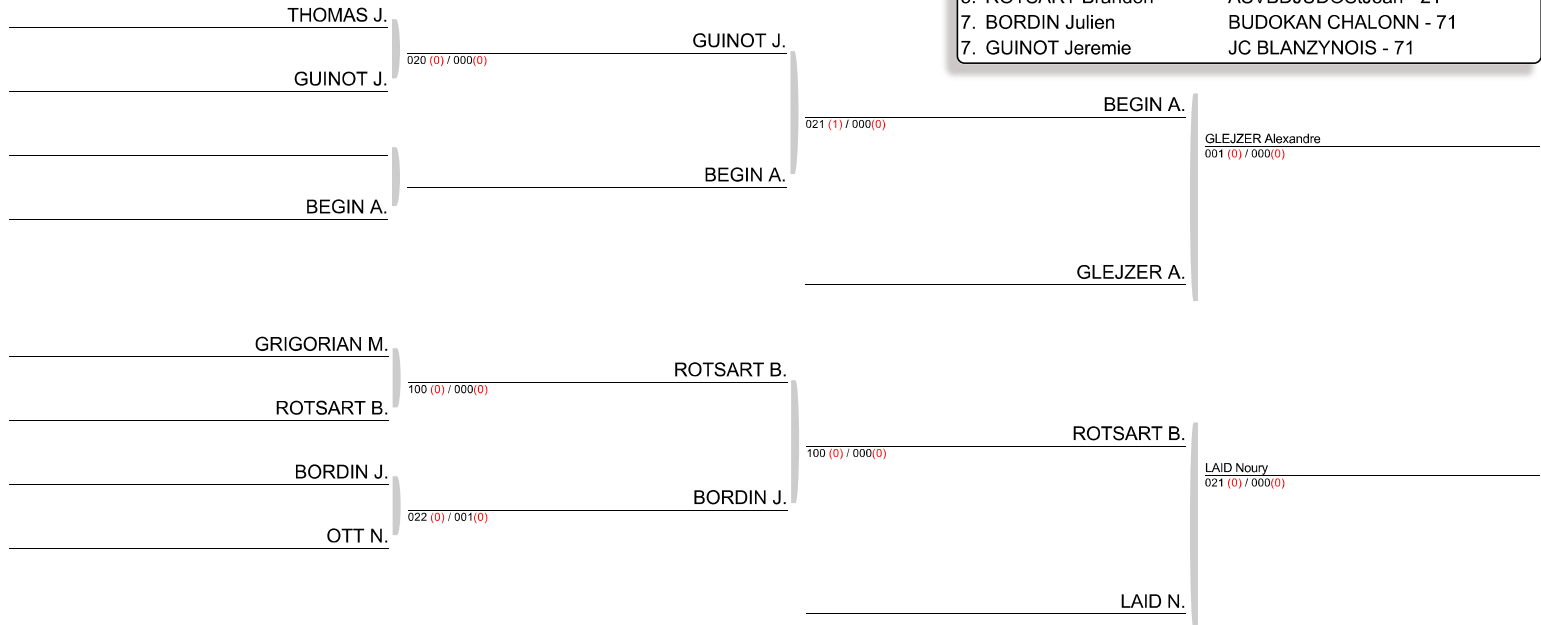 THOMAS J.
GUINOT J.
020 (0) / 000(0)
GUINOT J.
BEGIN A.
BEGIN A.
021 (1) / 000(0)
BEGIN A.
GLEJZER A.
GLEJZER Alexandre
001 (0) / 000(0)
7. BORDIN Julien BUDOKAN CHALONN - 71
7. GUINOT Jeremie JC BLANZYNOIS - 71
GRIGORIAN M.
ROTSART B.
100 (0) / 000(0)
ROTSART B.
BORDIN J.
OTT N.
022 (0) / 001(0)
BORDIN J.
100 (0) / 000(0)
ROTSART B.
LAID N.
LAID Noury
021 (0) / 000(0)